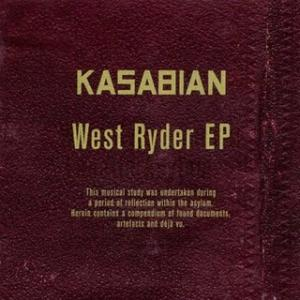 KASABIAN
West Ryder EP
This musical study was undertaken during
a period of reflection within the asylum.
Herein contains a compendium of found documents,
artefacts and déjà vu.